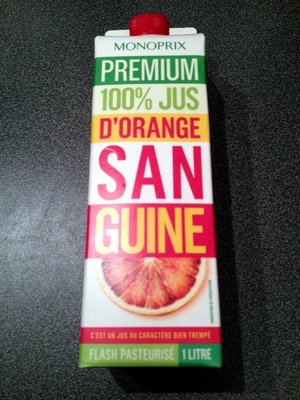 MONOPRIX
PREMIUM
100% JUS
D'ORANGE
SAN
GUINE
C'EST UN JUS AU CARACTÈRE BIEN TREMPÉ
FLASH PASTEURISÉ 1 LITRE